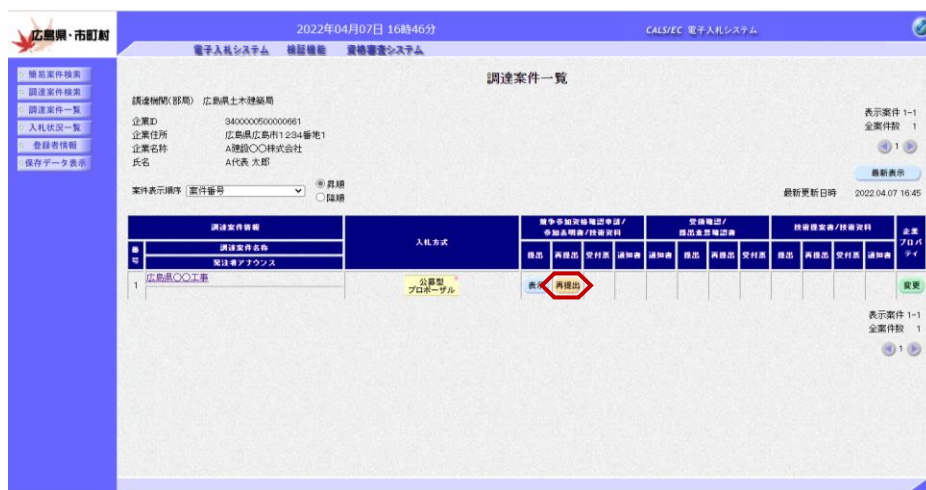 広島県・市町村
2022年04月07日 16時46分
CALS/EC 電子入札システム
電子入札システム 検証機能 資格審査システム
簡易案件検索
調達案件検索
調達案件一覧
入札状況一覧
登録者情報
保存データ表示
調達案件一覧
調達機関(部局) 広島県土木建築局
企業ID 3400000500000661
企業住所 広島県広島市1234番地1
企業名称 A建設〇〇株式会社
氏名 A代表 太郎
表示案件 1-1
全案件数 1
1
最新表示
案件表示順序 案件番号
昇順
降順
最新更新日時 2022.04.07 16:45
調達案件情報
番号
調達案件名称
発注者アナウンス
入札方式
競争参加資格確認申請/
参加表明書/技術資料
提出 再提出 受付票 通知書
受領確認/
提出意思確認書
通知書 提出 再提出 受付票
技術提案書/技術資料
提出 再提出 受付票 通知書
企業
プロパ
ティ
1
広島県〇〇工事
公募型
プロポーザル
表示
再提出
変更
表示案件 1-1
全案件数 1
1